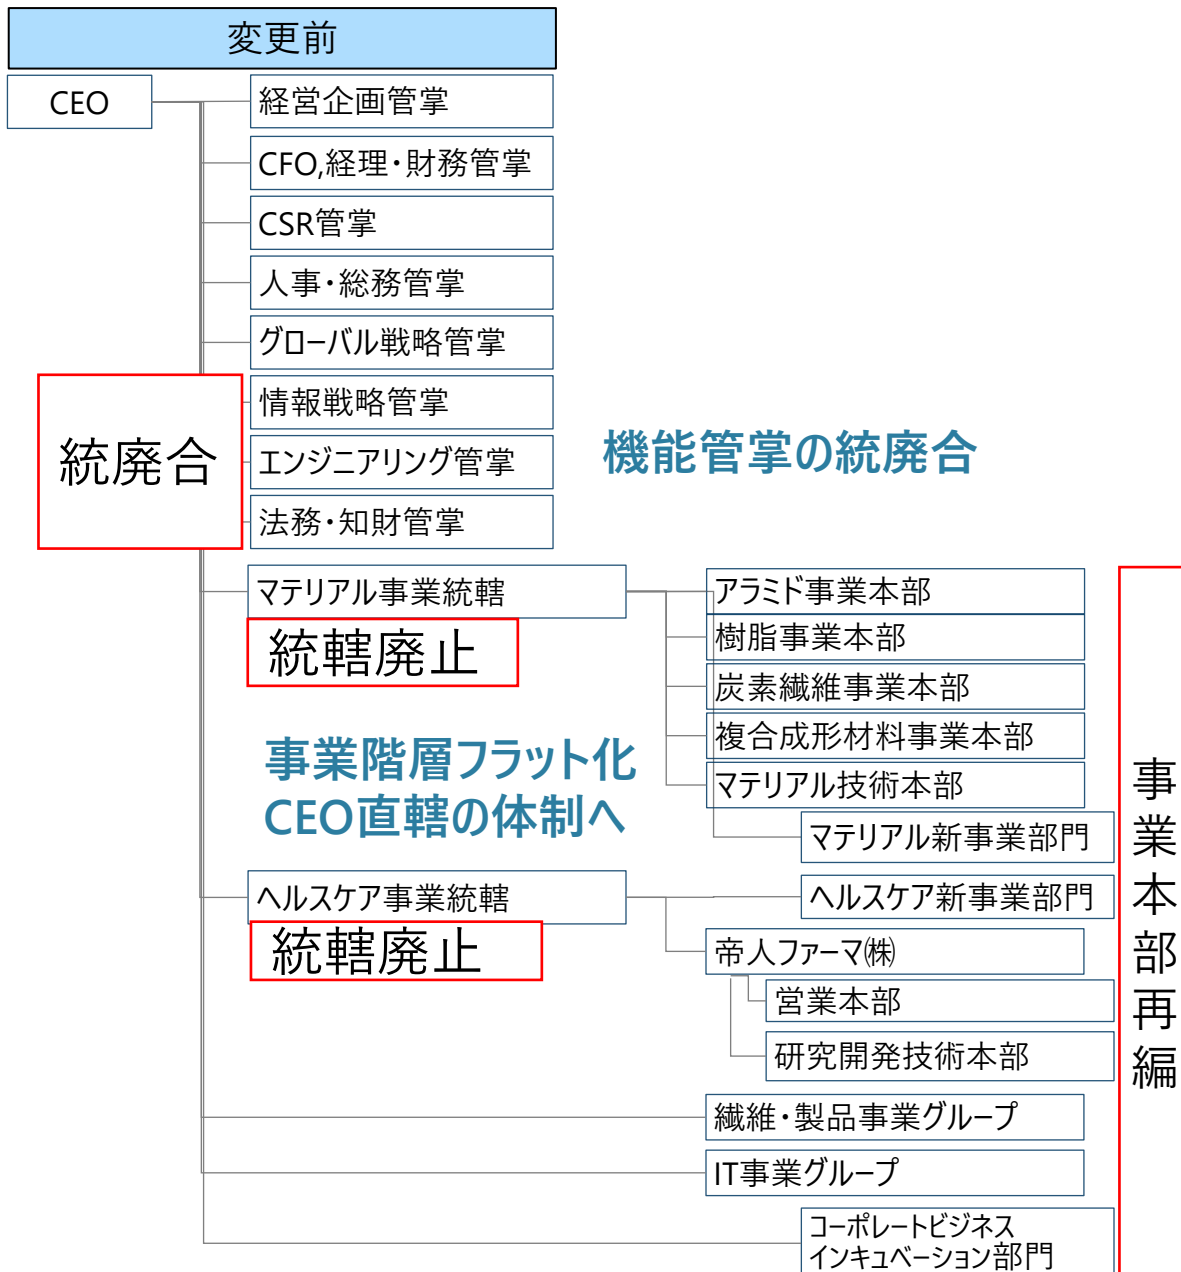 変更前
CEO
経営企画管掌
CFO,経理・財務管掌
CSR管掌
人事・総務管掌
グローバル戦略管掌
情報戦略管掌
エンジニアリング管掌
法務・知財管掌
統廃合
機能管掌の統廃合
マテリアル事業統轄
統轄廃止
アラミド事業本部
樹脂事業本部
炭素繊維事業本部
複合成形材料事業本部
マテリアル技術本部
マテリアル新事業部門
事業階層フラット化
CEO直轄の体制へ
ヘルスケア事業統轄
統轄廃止
ヘルスケア新事業部門
帝人ファーマ㈱
営業本部
研究開発技術本部
繊維・製品事業グループ
IT事業グループ
コーポレートビジネス
インキュベーション部門
事業本部再編